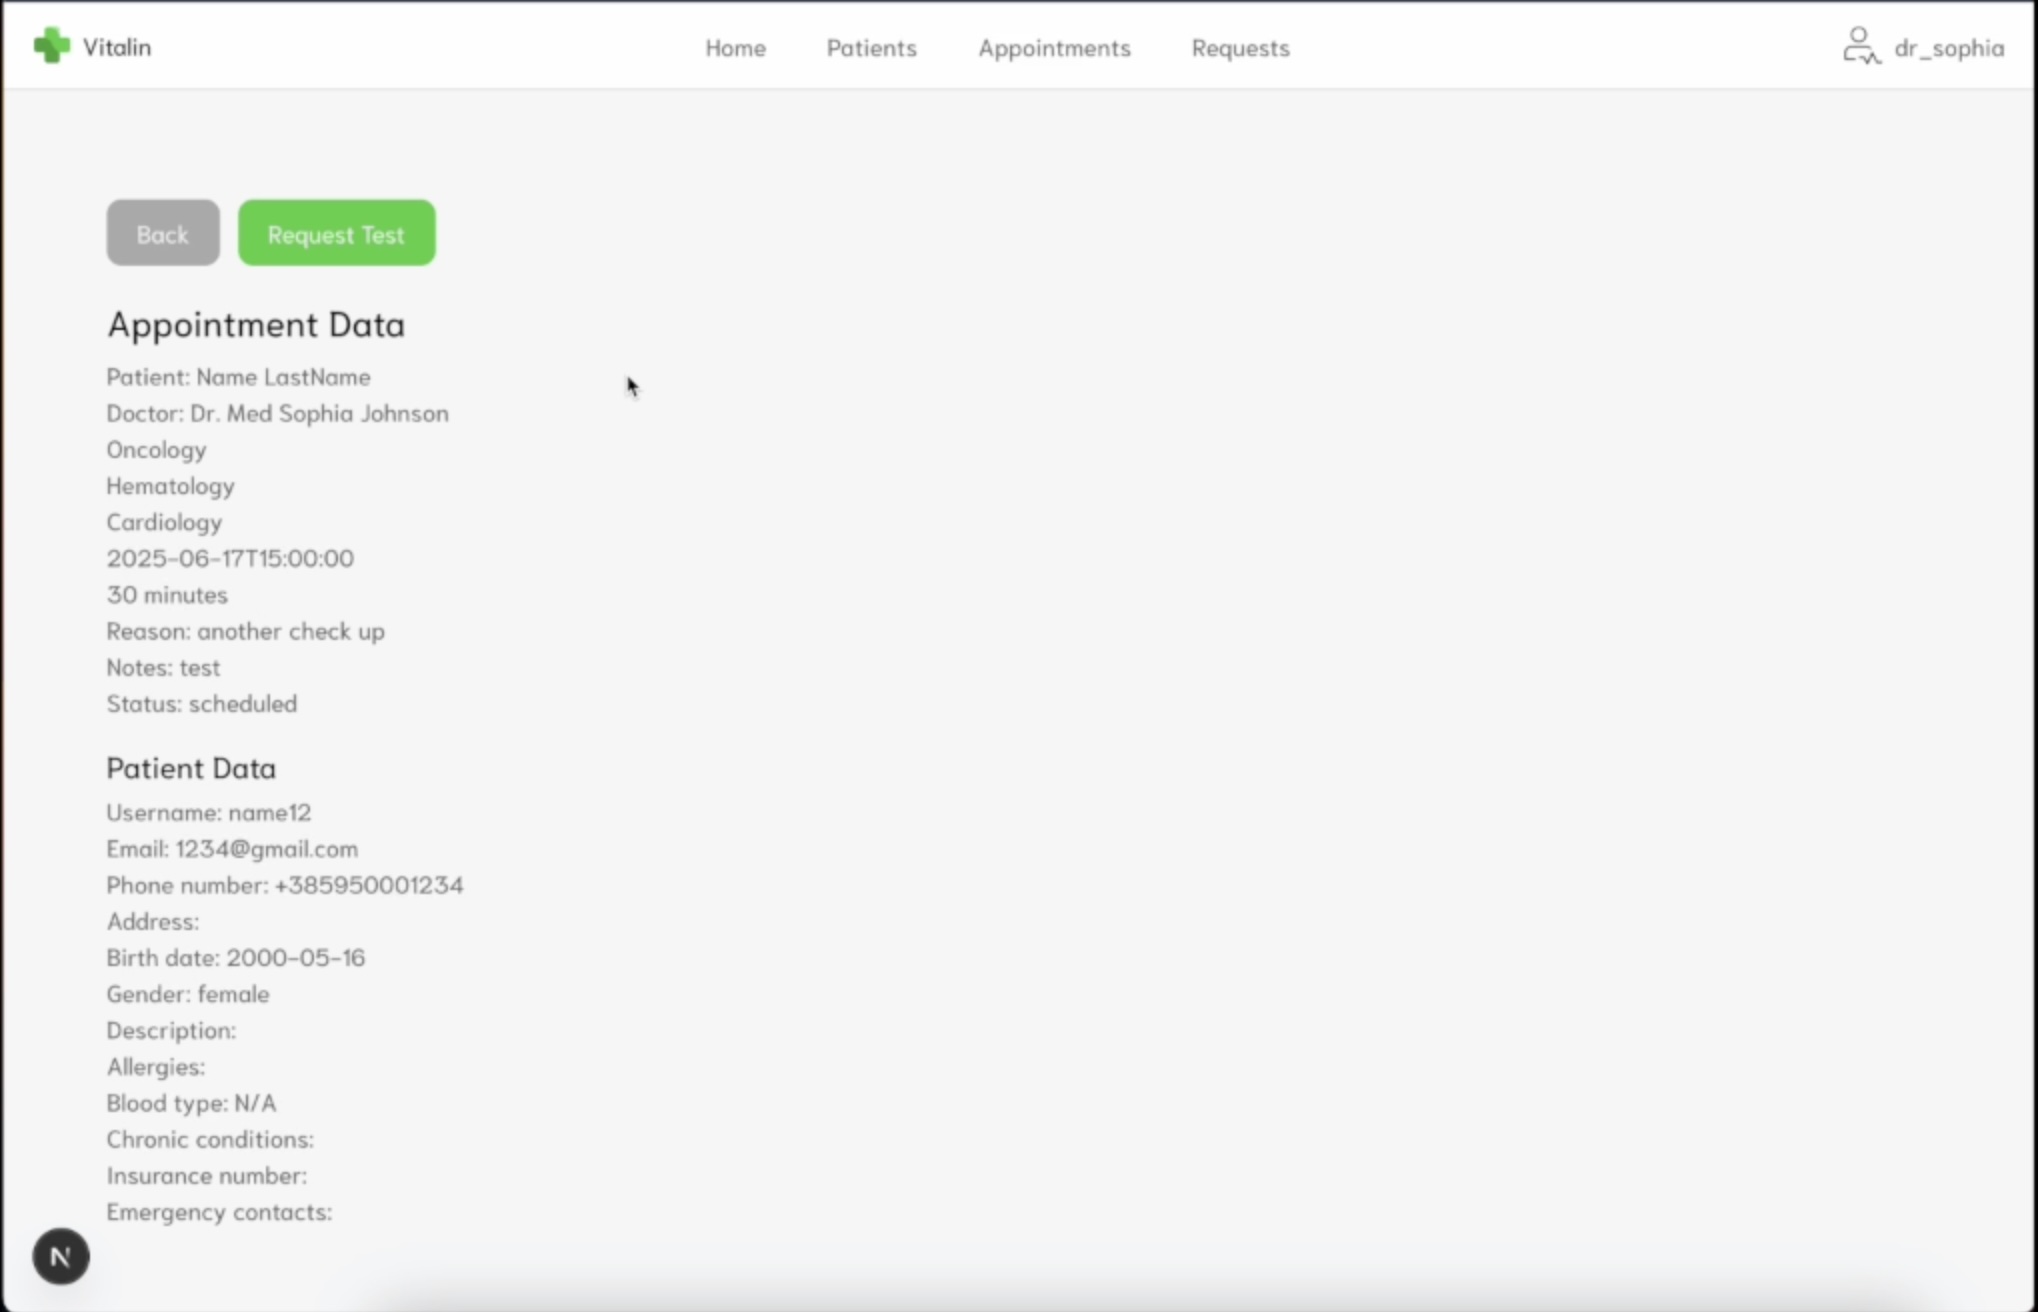 Vitalin
Home Patients Appointments Requests
dr_sophia
Back Request Test
Appointment Data
Patient: Name LastName
Doctor: Dr. Med Sophia Johnson
Oncology
Hematology
Cardiology
2025-06-17T15:00:00
30 minutes
Reason: another check up
Notes: test
Status: scheduled
Patient Data
Username: name12
Email: 1234@gmail.com
Phone number: +385950001234
Address:
Birth date: 2000-05-16
Gender: female
Description:
Allergies:
Blood type: N/A
Chronic conditions:
Insurance number:
Emergency contacts:
N